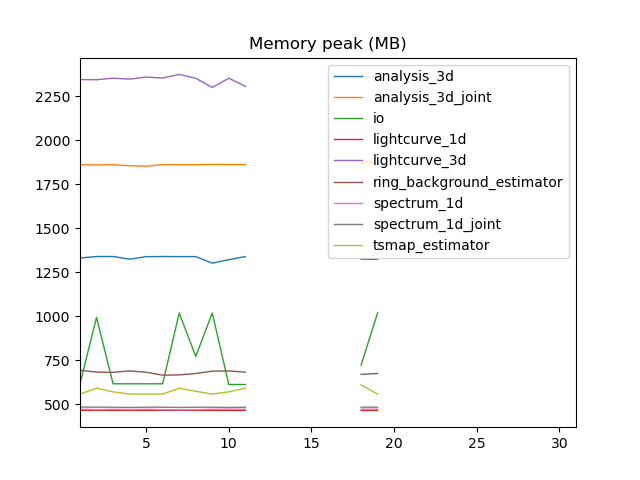 Memory peak (MB)
2250
2000
1750
1500
1250
1000
750
500
analysis_3d
analysis_3d_joint
io
lightcurve_1d
lightcurve_3d
ring_background_estimator
spectrum_1d
spectrum_1d_joint
tsmap_estimator
5 10 15 20 25 30